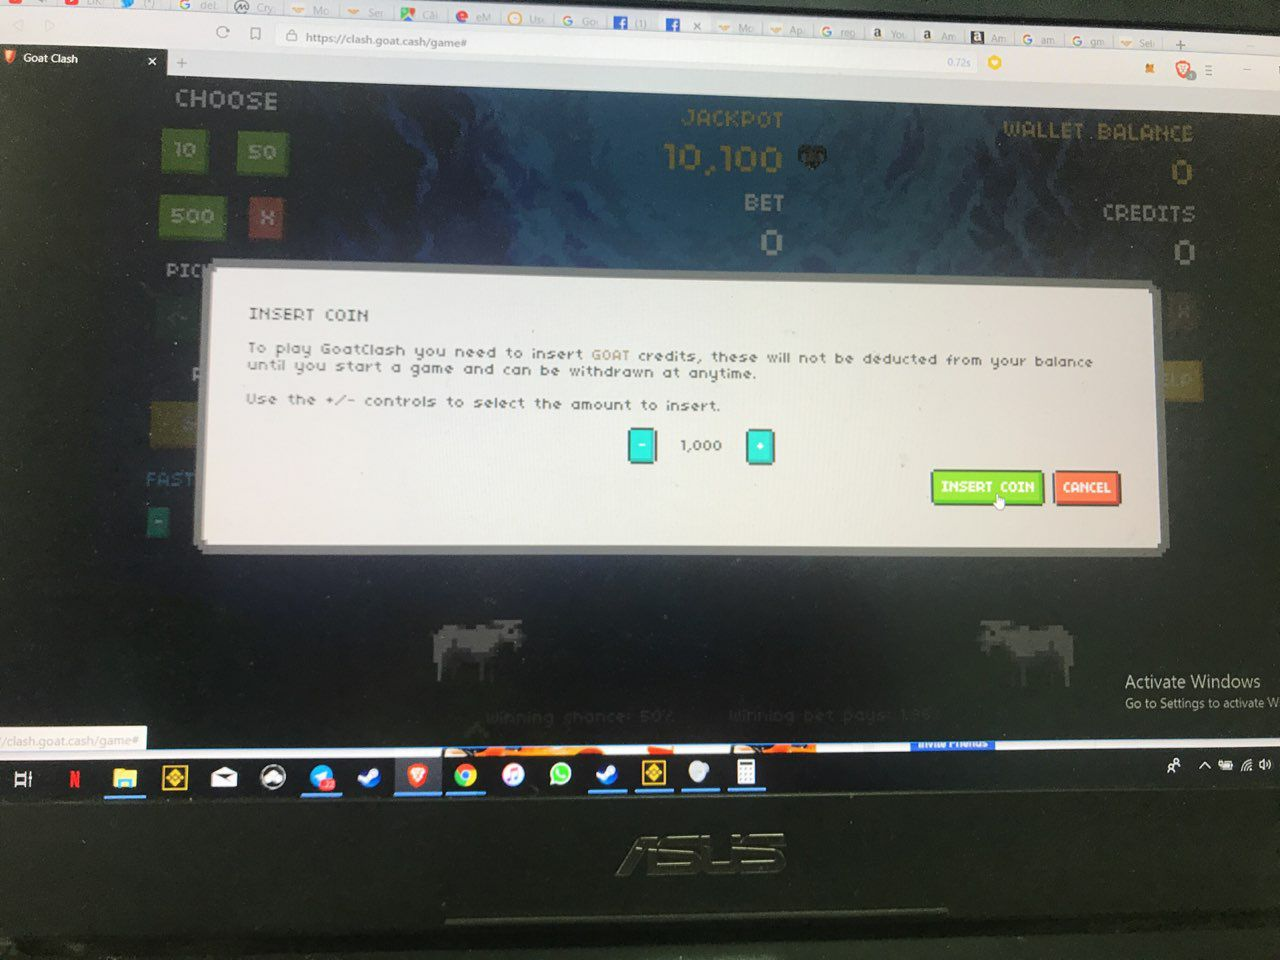 https://clash.goat.cash/game#
0.72s
Goat Clash
CHOOSE
10
50
500
X
JACKPOT
10,100
BET
0
WALLET BALANCE
0
CREDITS
0
PIC
INSERT COIN
To play GoatClash you need to insert GOAT credits, these will not be deducted from your balance
until you start a game and can be withdrawn at anytime.
Use the +/- controls to select the amount to insert.
- 1,000 +
INSERT COIN
CANCEL
FAST
-
Winning chance: 50%
Winning bet pays:
Activate Windows
Go to Settings to activate W
/clash.goat.cash/game#
Invite Friends
ASUS